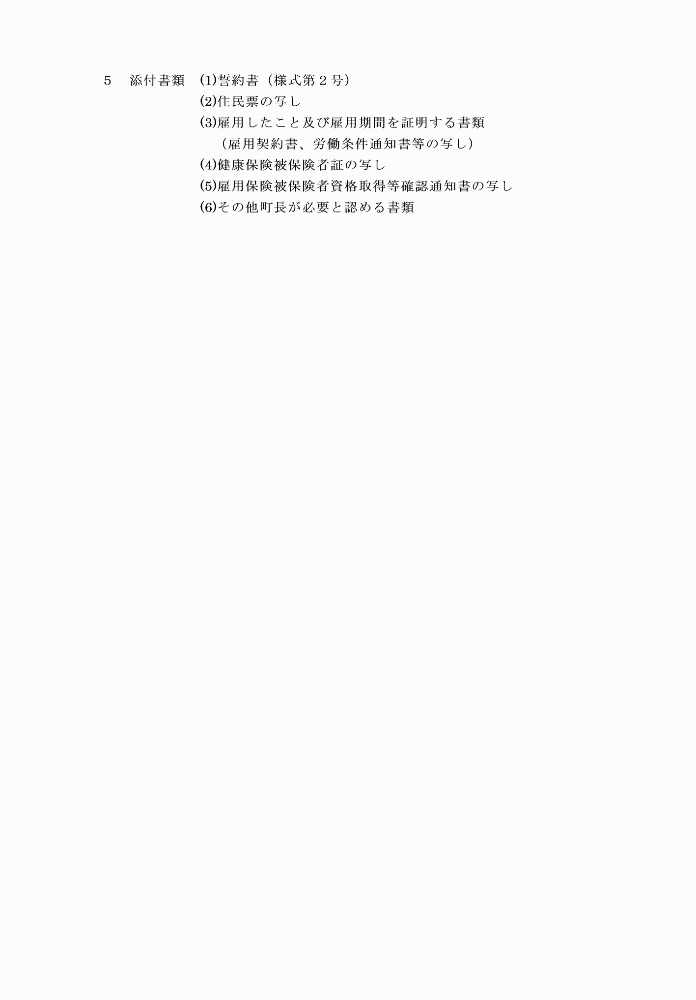 ５　添付書類　(1)誓約書（様式第２号）
(2)住民票の写し
(3)雇用したこと及び雇用期間を証明する書類
（雇用契約書、労働条件通知書等の写し）
(4)健康保険被保険者証の写し
(5)雇用保険被保険者資格取得等確認通知書の写し
(6)その他町長が必要と認める書類